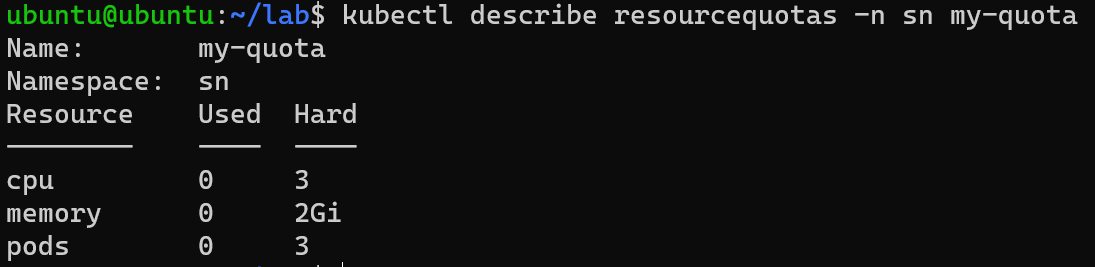 ubuntu@ubuntu:~/lab$ kubectl describe resourcequotas -n sn my-quota
Name:       my-quota
Namespace:  sn
Resource    Used  Hard
--------    ----  ----
cpu         0     3
memory      0     2Gi
pods        0     3